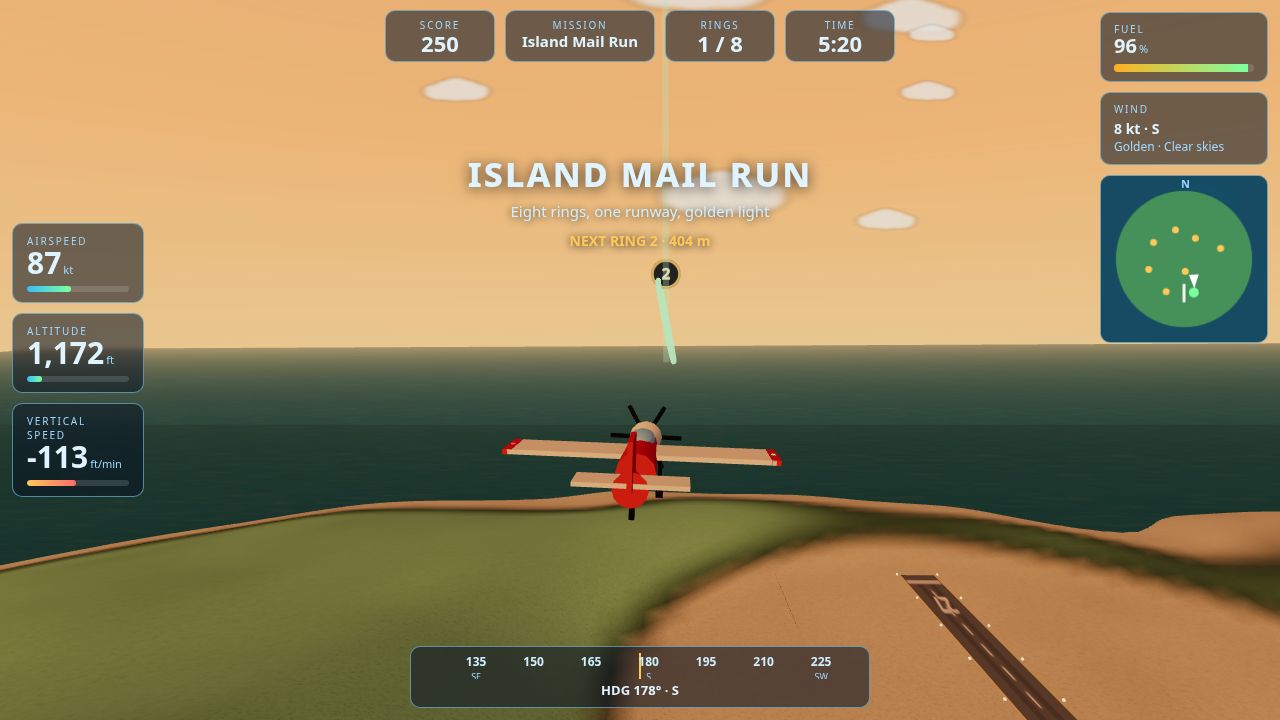 SCORE
250
MISSION
Island Mail Run
RINGS
1 / 8
TIME
5:20
FUEL
96%
WIND
8 kt · S
Golden · Clear skies
N
ISLAND MAIL RUN
Eight rings, one runway, golden light
NEXT RING 2 · 404 m
2
AIRSPEED
87 kt
ALTITUDE
1,172 ft
VERTICAL
SPEED
-113 ft/min
135 150 165 180 195 210 225
SE S SW
HDG 178° · S